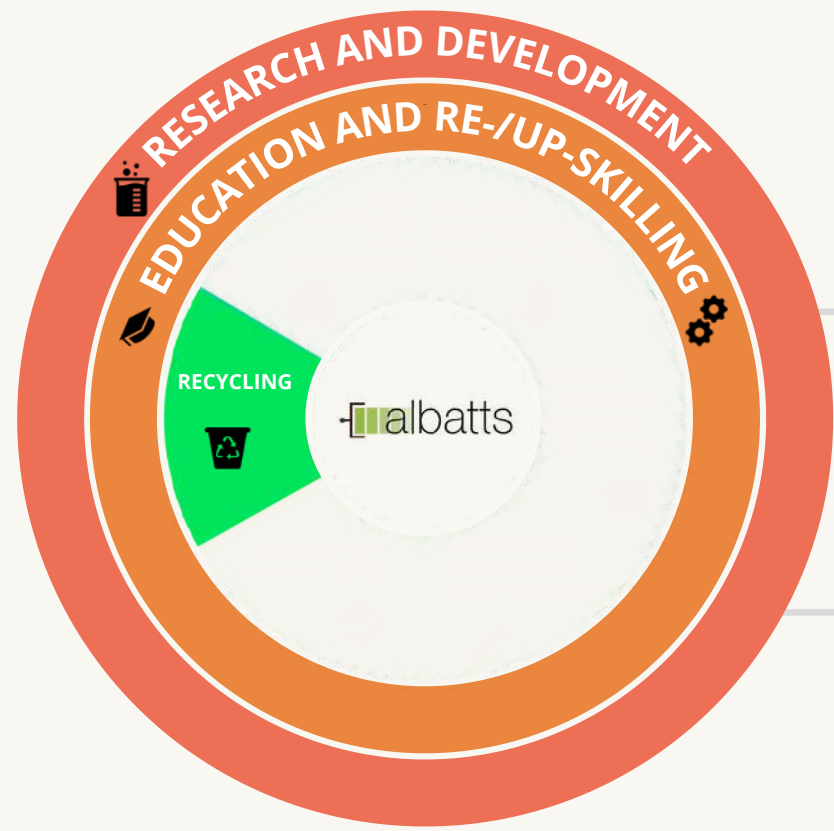 RESEARCH AND DEVELOPMENT
EDUCATION AND RE-/UP-SKILLING
RECYCLING
albatts